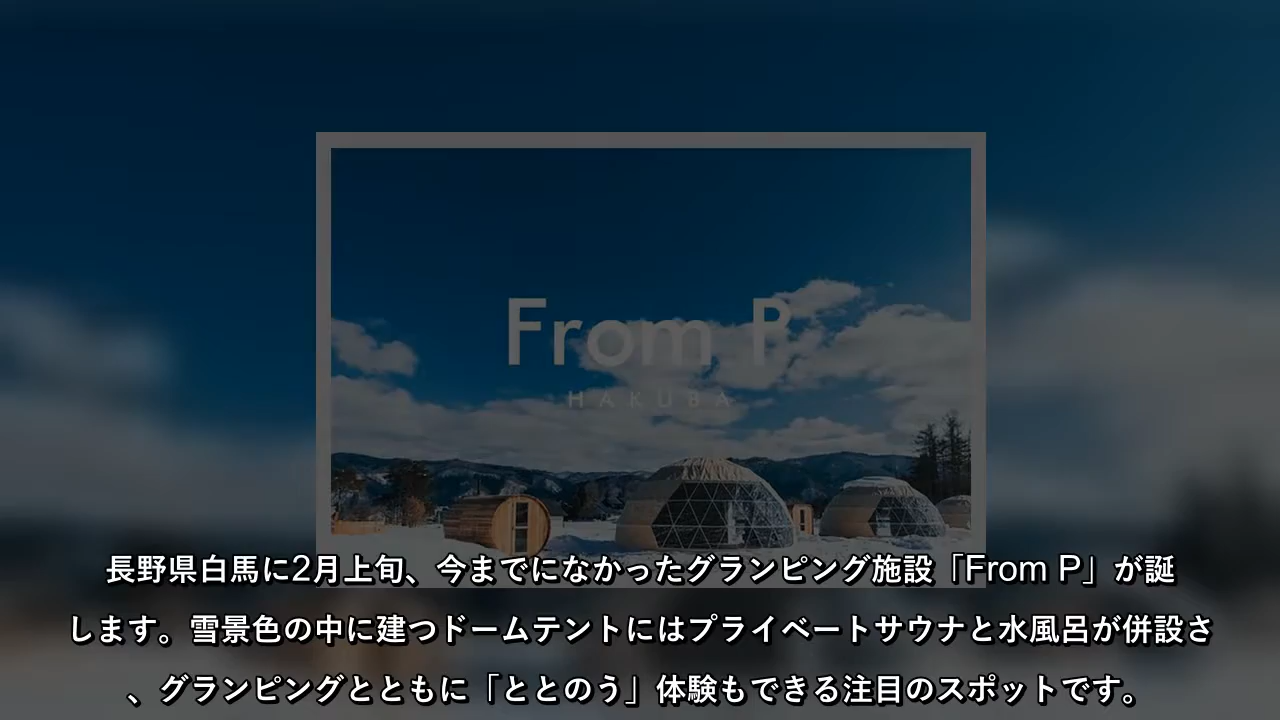 From P
HAKUBA
長野県白馬に2月上旬、今までになかったグランピング施設「From P」が誕
します。雪景色の中に建つドームテントにはプライベートサウナと水風呂が併設さ
、グランピングとともに「ととのう」体験もできる注目のスポットです。